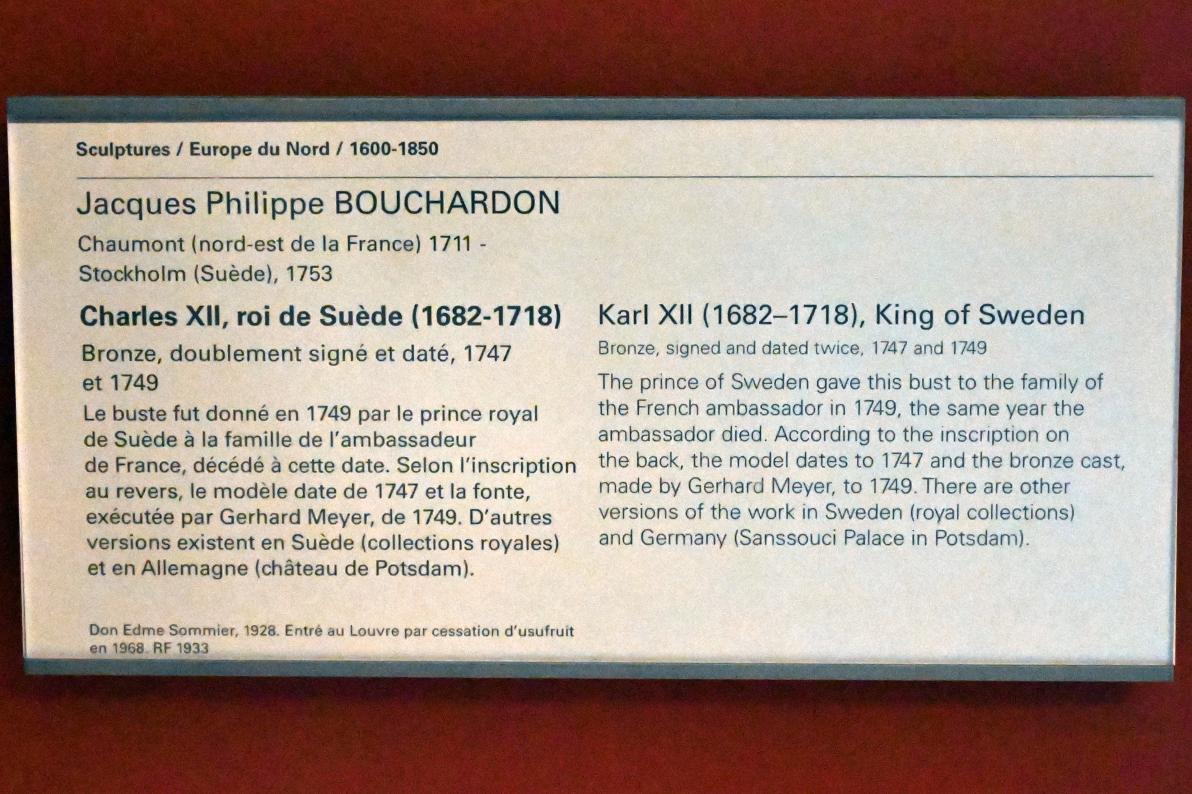 Sculptures / Europe du Nord / 1600-1850
Jacques Philippe BOUCHARDON
Chaumont (nord-est de la France) 1711 -
Stockholm (Suède), 1753
Charles XII, roi de Suède (1682-1718)
Bronze, doublement signé et daté, 1747
et 1749
Le buste fut donné en 1749 par le prince royal
de Suède à la famille de l'ambassadeur
de France, décédé à cette date. Selon l'inscription
au revers, le modèle date de 1747 et la fonte,
exécutée par Gerhard Meyer, de 1749. D'autres
versions existent en Suède (collections royales)
et en Allemagne (château de Potsdam).
Don Edme Sommier, 1928. Entré au Louvre par cessation d'usufruit
en 1968. RF 1933
Karl XII (1682–1718), King of Sweden
Bronze, signed and dated twice, 1747 and 1749
The prince of Sweden gave this bust to the family of
the French ambassador in 1749, the same year the
ambassador died. According to the inscription on
the back, the model dates to 1747 and the bronze cast,
made by Gerhard Meyer, to 1749. There are other
versions of the work in Sweden (royal collections)
and Germany (Sanssouci Palace in Potsdam).